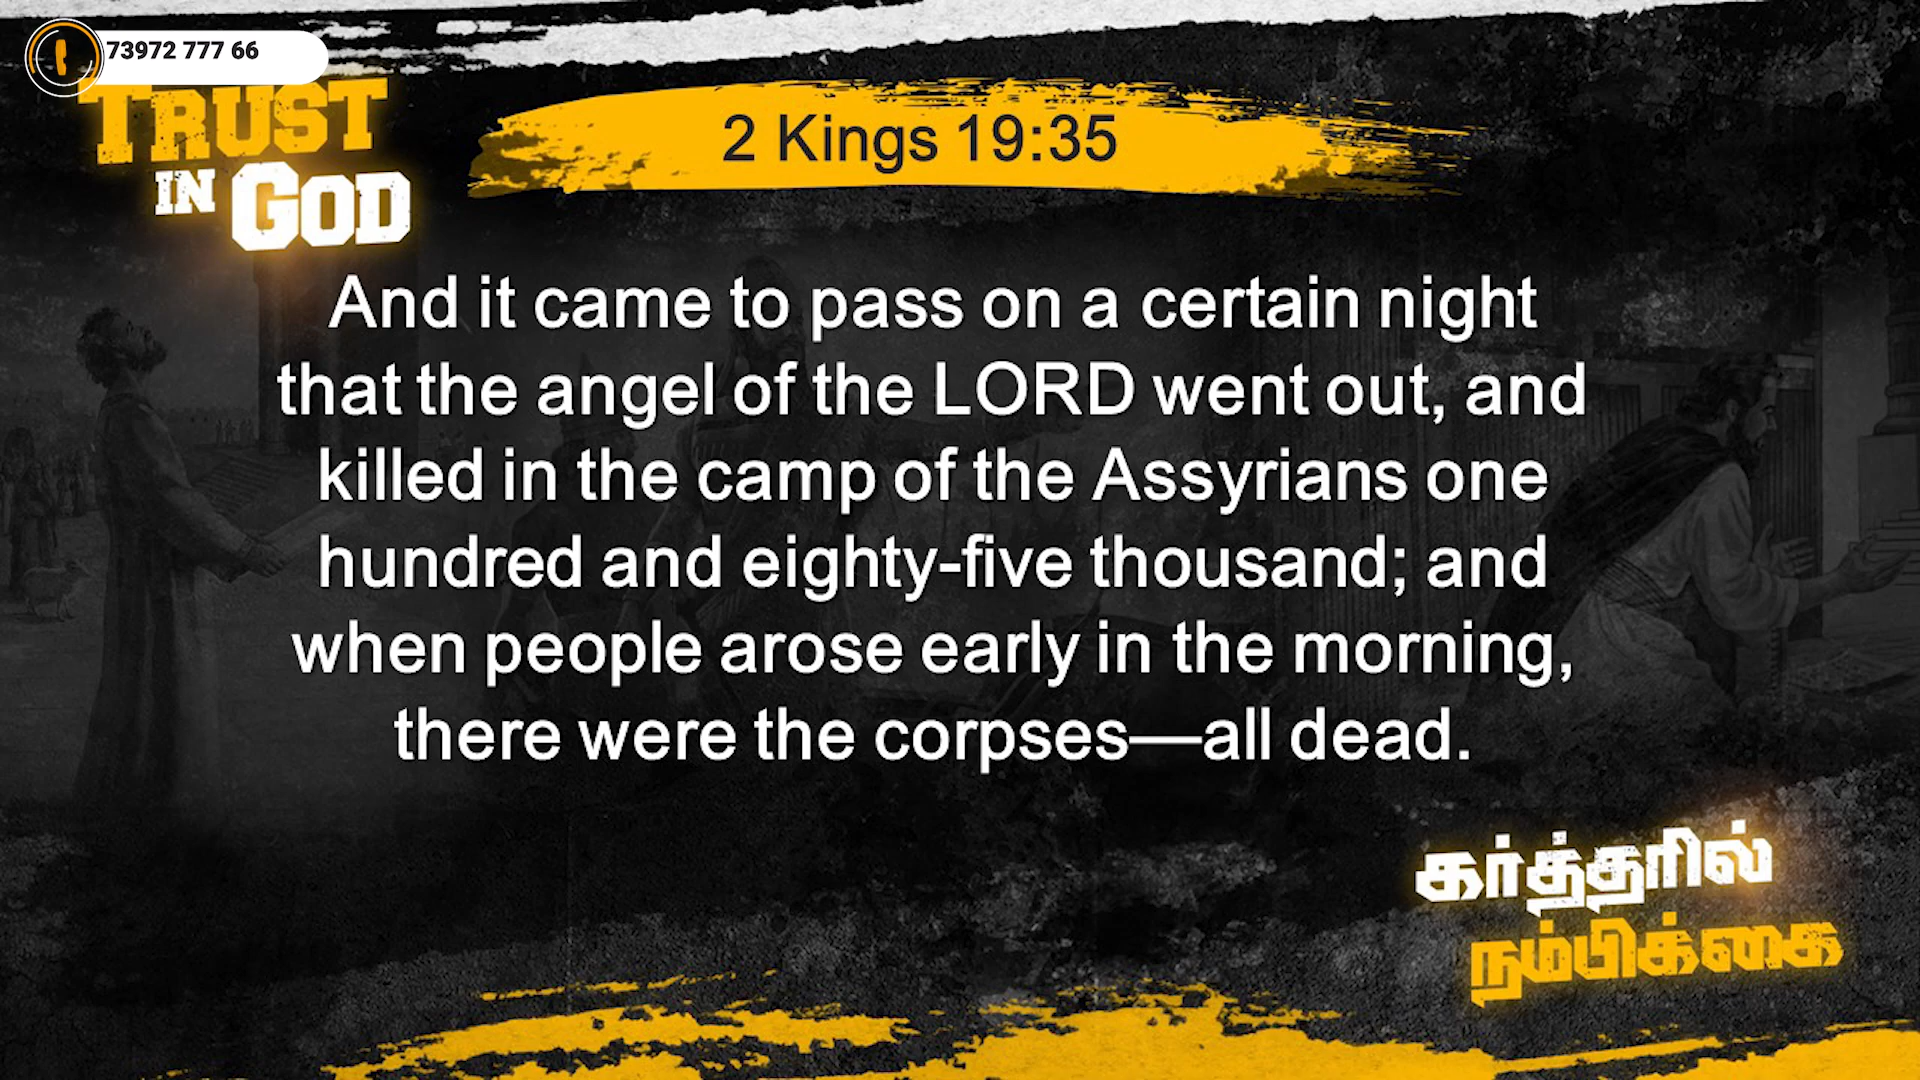 73972 777 66
TRUST
IN GOD
2 Kings 19:35
And it came to pass on a certain night
that the angel of the LORD went out, and
killed in the camp of the Assyrians one
hundred and eighty-five thousand; and
when people arose early in the morning,
there were the corpses—all dead.
கர்த்தரில்
நம்பிக்கை